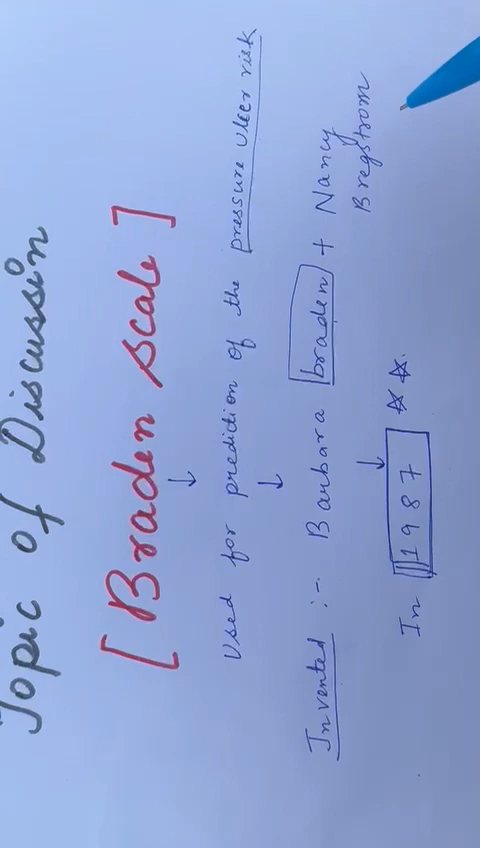 Topic of Discussin
[Braden scale]
↓
Used for prediction of the pressure ulcer risk
↓
Invented :- Barbara braden + Nancy
Bregstrom
↓
In 1987 ☆☆